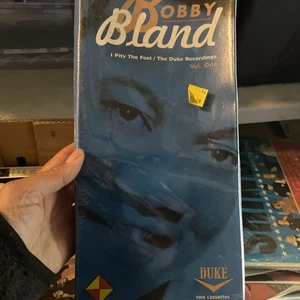 Bobby
Bland
I Pity The Fool / The Duke Recordings
Vol. One
DUKE
TWO CASSETTES